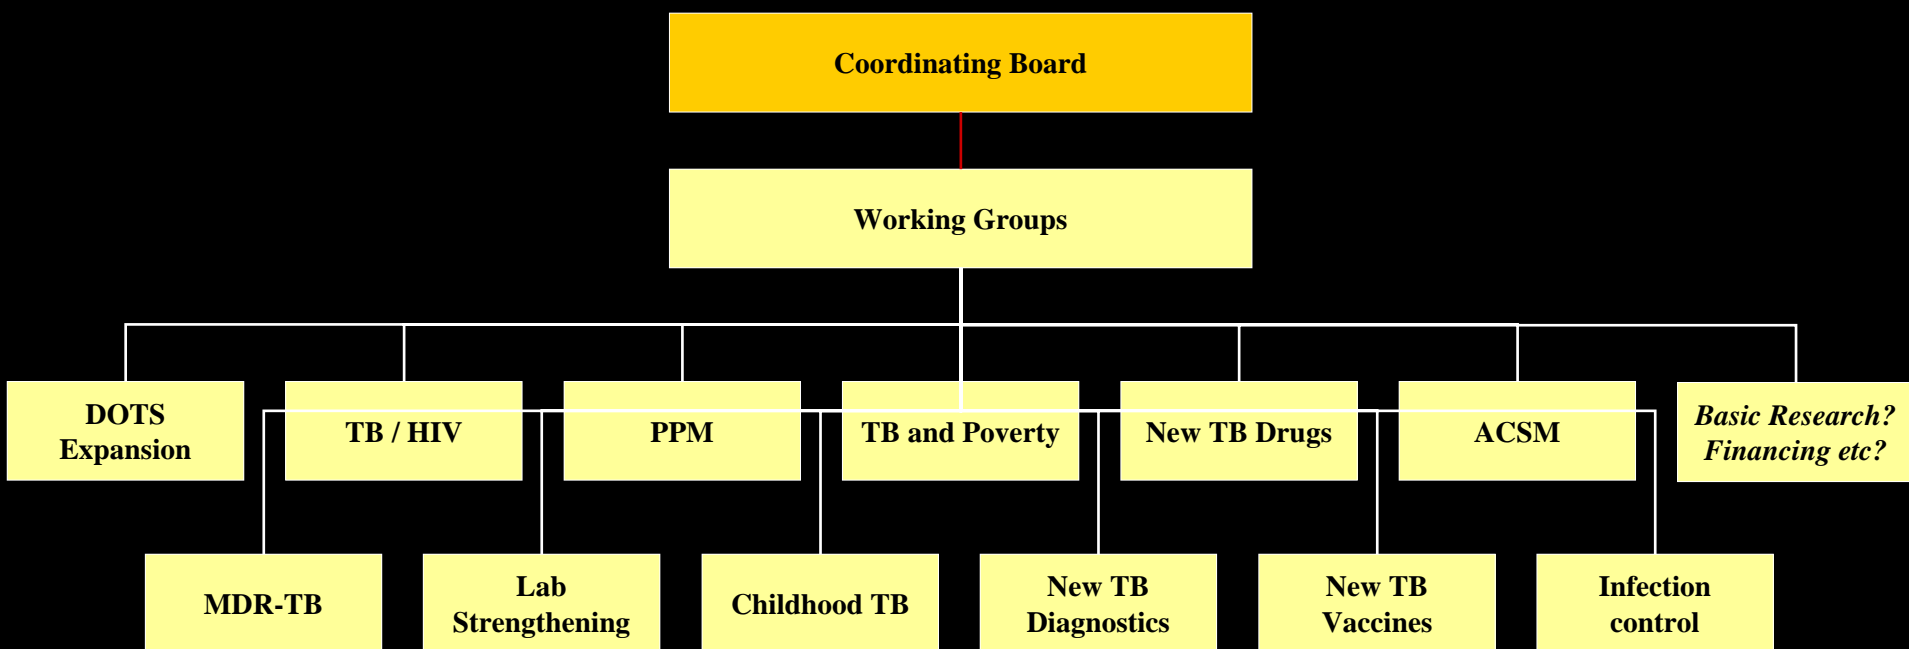 Coordinating Board
Working Groups
DOTS
Expansion
TB / HIV
PPM
TB and Poverty
New TB Drugs
ACSM
Basic Research?
Financing etc?
MDR-TB
Lab
Strengthening
Childhood TB
New TB
Diagnostics
New TB
Vaccines
Infection
control